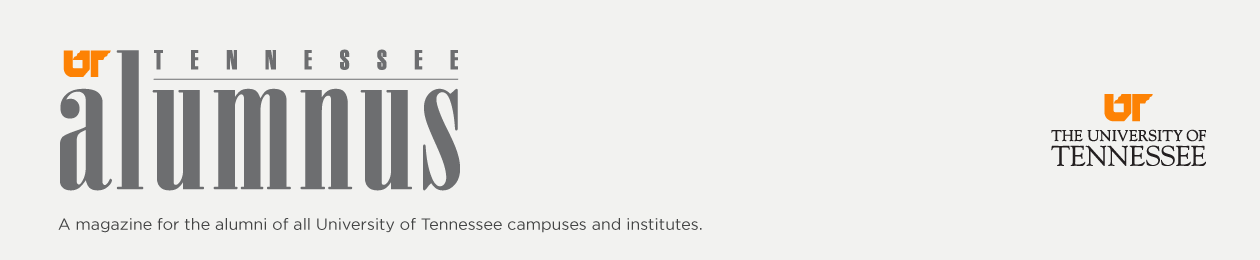 UT
TENNESSEE
alumnus
A magazine for the alumni of all University of Tennessee campuses and institutes.
UT
THE UNIVERSITY OF
TENNESSEE